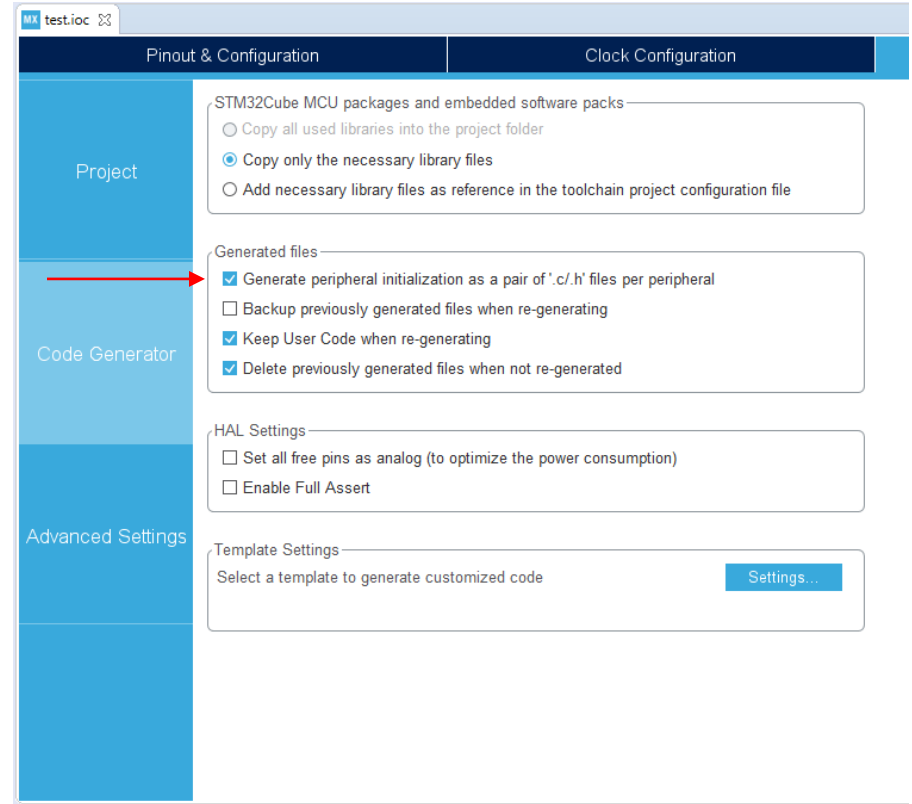 MX test.ioc
Pinout & Configuration
Clock Configuration
Project
Code Generator
Advanced Settings
STM32Cube MCU packages and embedded software packs
Copy all used libraries into the project folder
Copy only the necessary library files
Add necessary library files as reference in the toolchain project configuration file
Generated files
Generate peripheral initialization as a pair of '.c/.h' files per peripheral
Backup previously generated files when re-generating
Keep User Code when re-generating
Delete previously generated files when not re-generated
HAL Settings
Set all free pins as analog (to optimize the power consumption)
Enable Full Assert
Template Settings
Select a template to generate customized code
Settings...